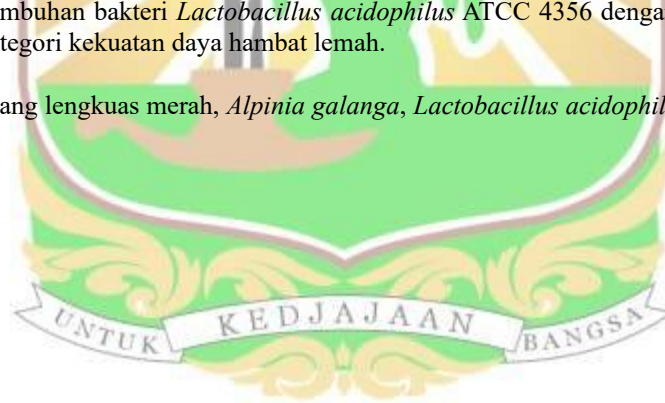 mbuhan bakteri Lactobacillus acidophilus ATCC 4356 denga
tegori kekuatan daya hambat lemah.
ang lengkuas merah, Alpinia galanga, Lactobacillus acidophil
UNTUK KEDJAJAAN BANGSA